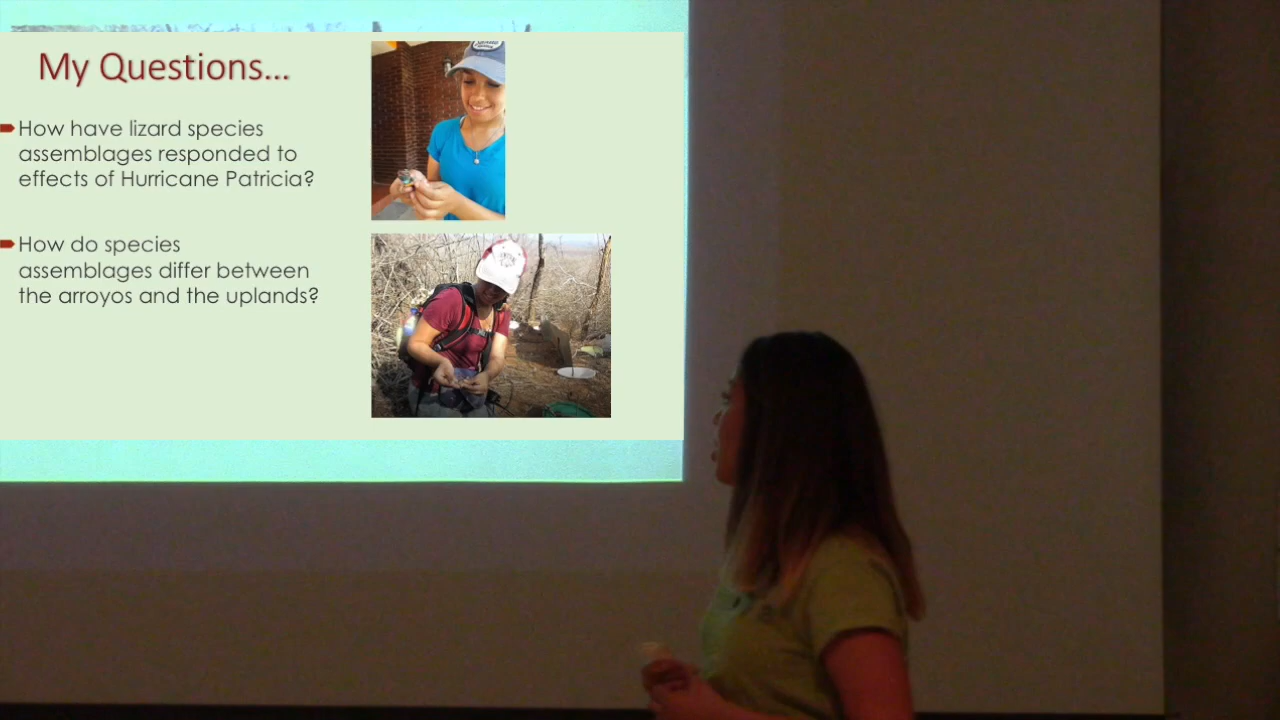 My Questions...
How have lizard species
assemblages responded to
effects of Hurricane Patricia?
How do species
assemblages differ between
the arroyos and the uplands?